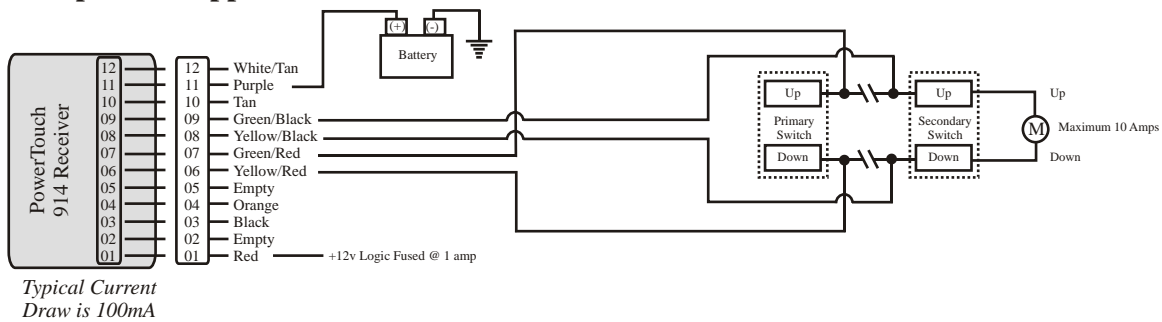 (+) (-)
Battery
PowerTouch
914 Receiver
12 12 White/Tan
11 11 Purple
10 10 Tan
09 09 Green/Black
08 08 Yellow/Black
07 07 Green/Red
06 06 Yellow/Red
05 05 Empty
04 04 Orange
03 03 Black
02 02 Empty
01 01 Red +12v Logic Fused @ 1 amp
Typical Current
Draw is 100mA
Up
Primary
Switch
Down
Up
Secondary
Switch
Down
Up
M Maximum 10 Amps
Down